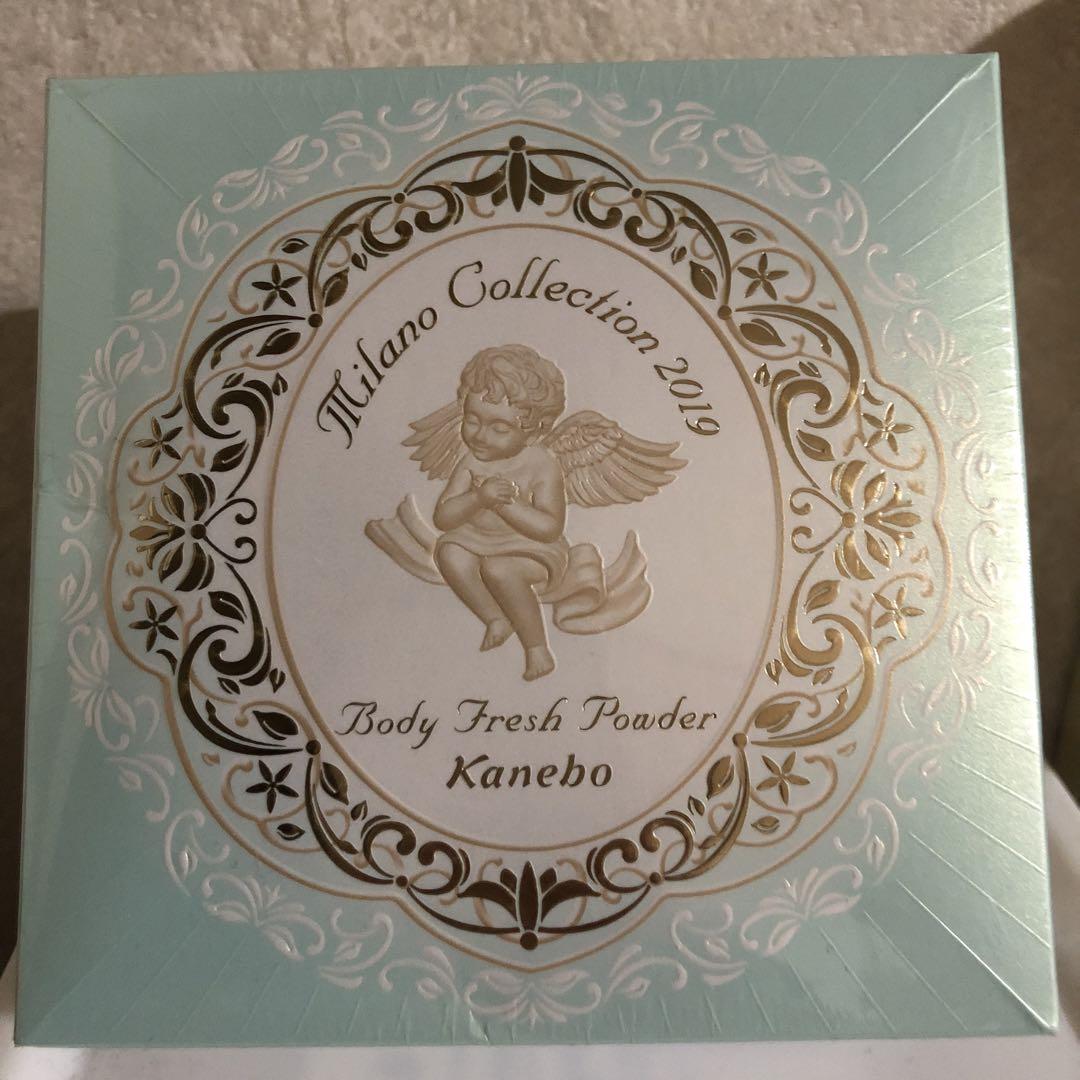 Milano Collection 2019
Body Fresh Powder
Kanebo